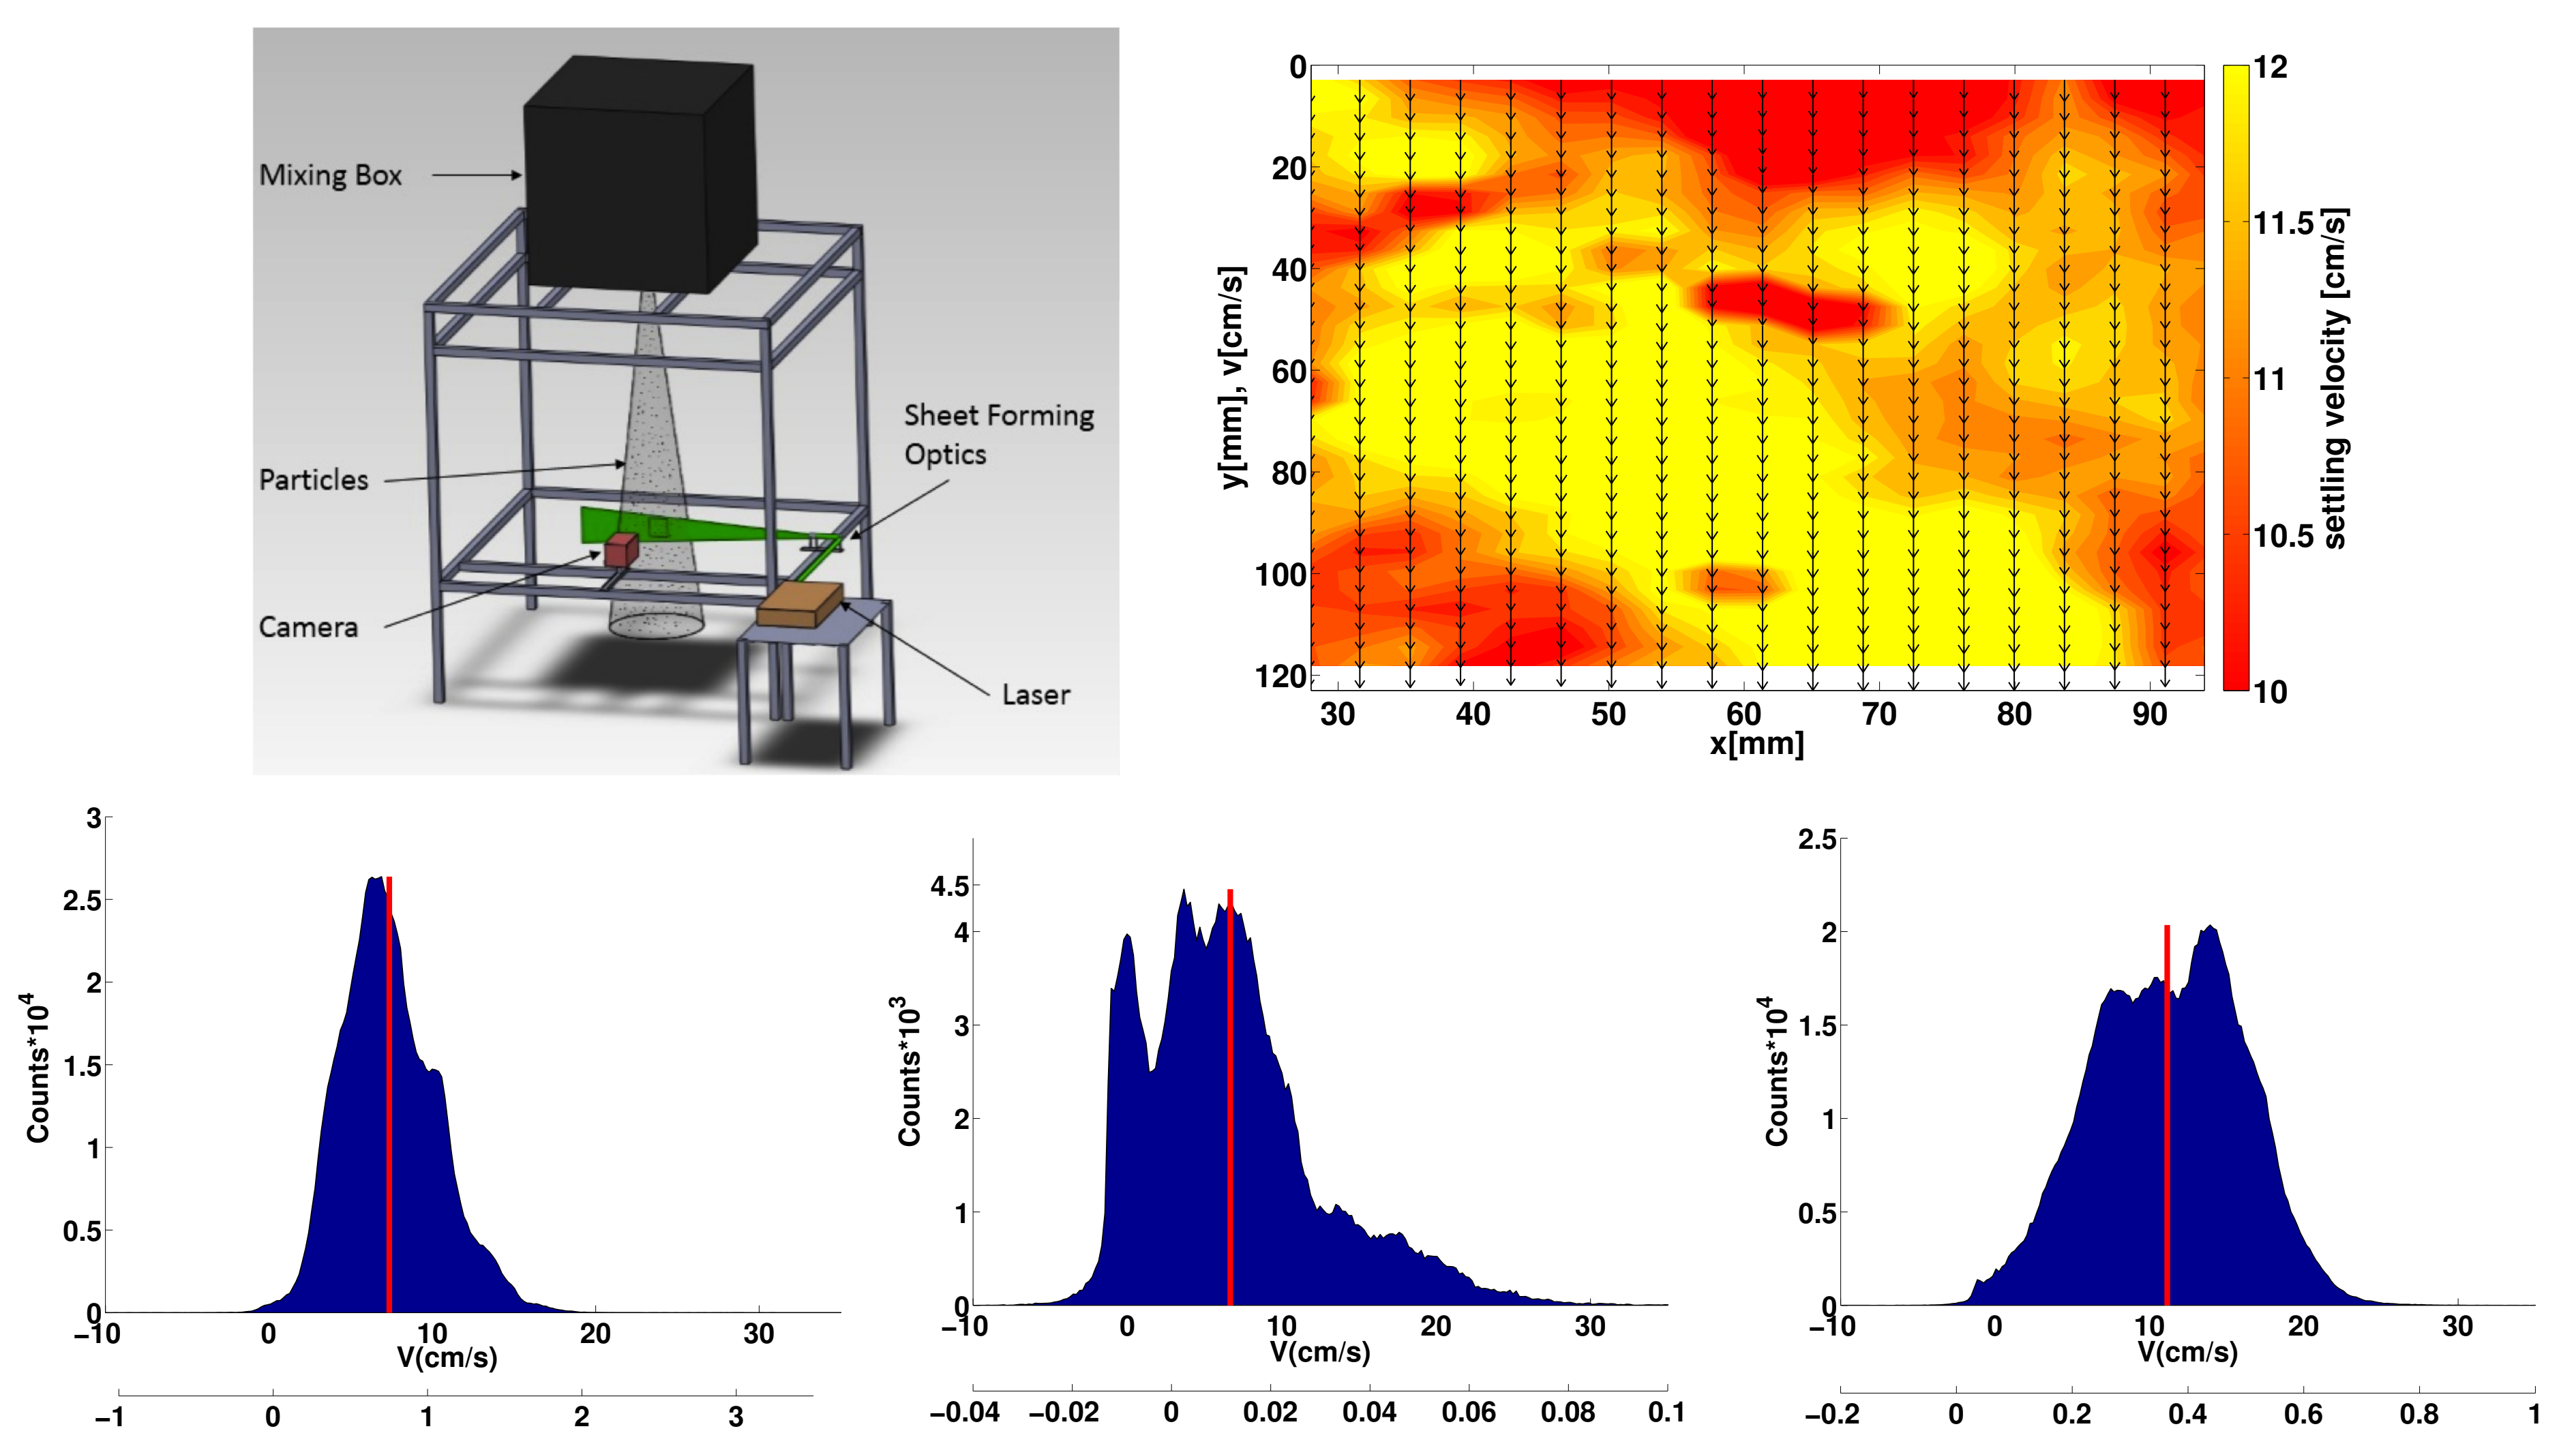 Mixing Box
Particles
Camera
Sheet Forming
Optics
Laser
0
20
40
60
80
100
120
y[mm], v[cm/s]
30 40 50 60 70 80 90
x[mm]
12
11.5
11
10.5
10
settling velocity [cm/s]
3
2.5
2
1.5
1
0.5
0
Counts*10^4
−10 0 10 20 30
V(cm/s)
−1 0 1 2 3
4.5
4
3
2
1
0
Counts*10^3
−10 0 10 20 30
V(cm/s)
−0.04 −0.02 0 0.02 0.04 0.06 0.08 0.1
2.5
2
1.5
1
0.5
0
Counts*10^4
−10 0 10 20 30
V(cm/s)
−0.2 0 0.2 0.4 0.6 0.8 1